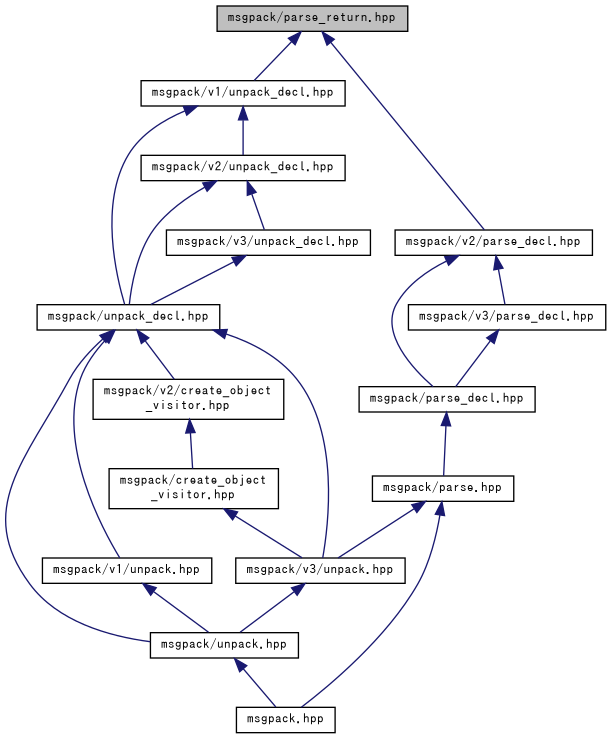 msgpack/parse_return.hpp
msgpack/v1/unpack_decl.hpp
msgpack/v2/unpack_decl.hpp
msgpack/v3/unpack_decl.hpp
msgpack/v2/parse_decl.hpp
msgpack/unpack_decl.hpp
msgpack/v3/parse_decl.hpp
msgpack/v2/create_object
_visitor.hpp
msgpack/parse_decl.hpp
msgpack/create_object
_visitor.hpp
msgpack/parse.hpp
msgpack/v1/unpack.hpp
msgpack/v3/unpack.hpp
msgpack/unpack.hpp
msgpack.hpp